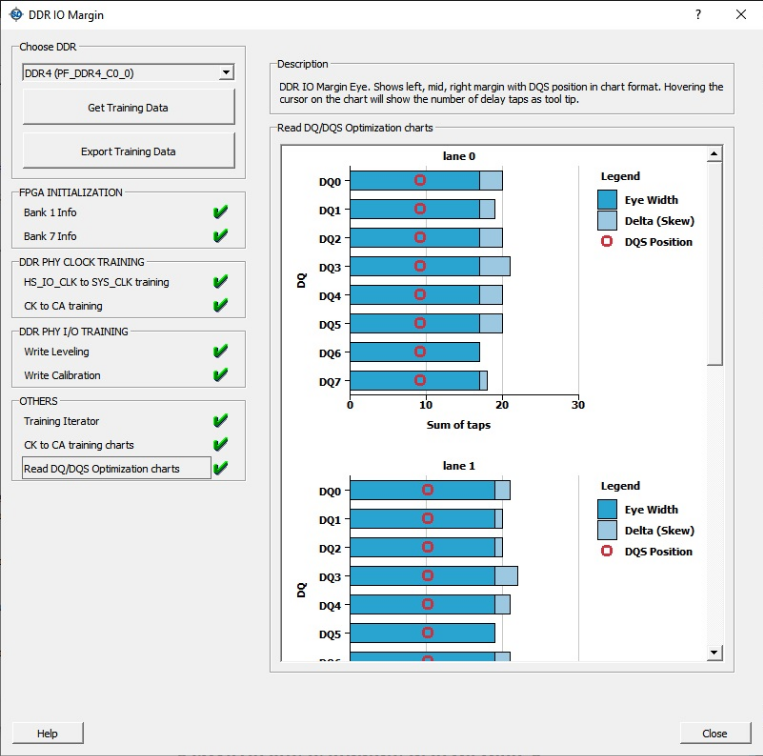 DDR IO Margin
?
Choose DDR
DDR4 (PF_DDR4_C0_0)
Get Training Data
Export Training Data
FPGA INITIALIZATION
Bank 1 Info
Bank 7 Info
DDR PHY CLOCK TRAINING
HS_IO_CLK to SYS_CLK training
CK to CA training
DDR PHY I/O TRAINING
Write Leveling
Write Calibration
OTHERS
Training Iterator
CK to CA training charts
Read DQ/DQS Optimization charts
Description
DDR IO Margin Eye. Shows left, mid, right margin with DQS position in chart format. Hovering the
cursor on the chart will show the number of delay taps as tool tip.
Read DQ/DQS Optimization charts
lane 0
DQ
DQ0
DQ1
DQ2
DQ3
DQ4
DQ5
DQ6
DQ7
0 10 20 30
Sum of taps
Legend
Eye Width
Delta (Skew)
DQS Position
lane 1
DQ
DQ0
DQ1
DQ2
DQ3
DQ4
DQ5
Legend
Eye Width
Delta (Skew)
DQS Position
Help
Close